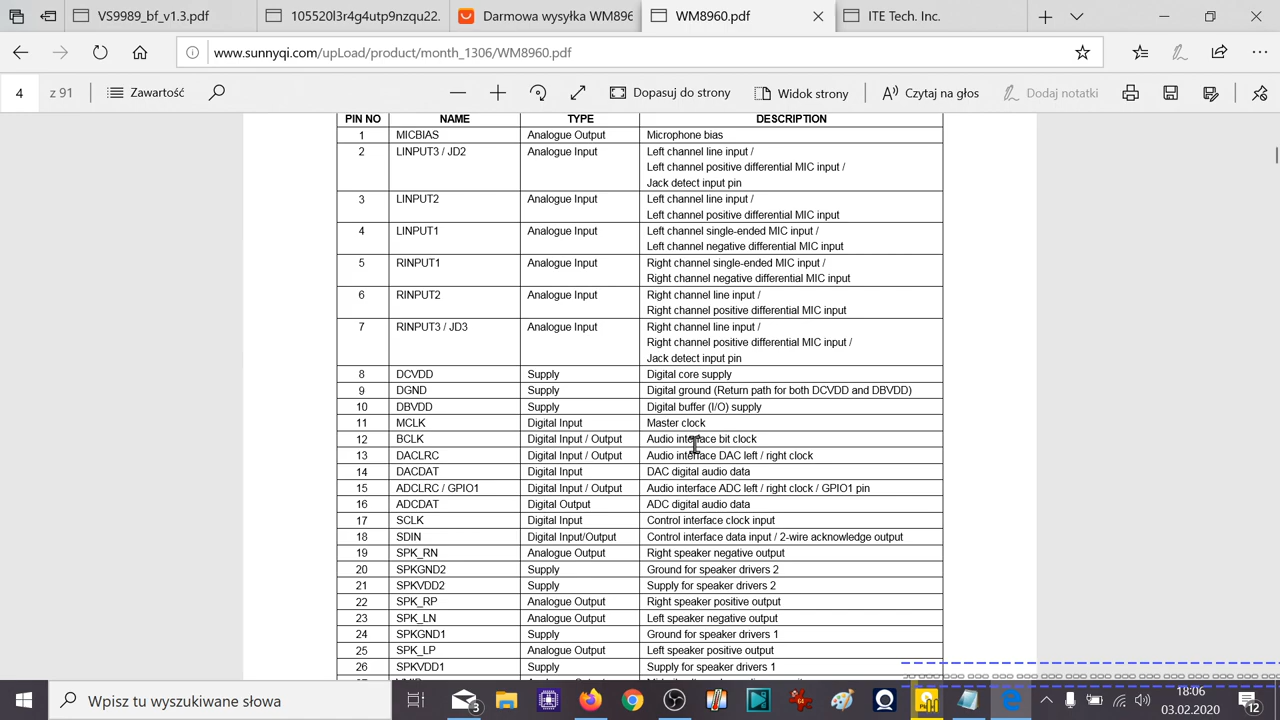 VS9989_bf_v1.3.pdf
105520l3r4g4utp9nzqu22.
Darmowa wysyłka WM896
WM8960.pdf
ITE Tech. Inc.
www.sunnyqi.com/upLoad/product/month_1306/WM8960.pdf
4 z 91 Zawartość Dopasuj do strony Widok strony Czytaj na głos Dodaj notatki
PIN NO NAME TYPE DESCRIPTION
1 MICBIAS Analogue Output Microphone bias
2 LINPUT3 / JD2 Analogue Input Left channel line input /
Left channel positive differential MIC input /
Jack detect input pin
3 LINPUT2 Analogue Input Left channel line input /
Left channel positive differential MIC input
4 LINPUT1 Analogue Input Left channel single-ended MIC input /
Left channel negative differential MIC input
5 RINPUT1 Analogue Input Right channel single-ended MIC input /
Right channel negative differential MIC input
6 RINPUT2 Analogue Input Right channel line input /
Right channel positive differential MIC input
7 RINPUT3 / JD3 Analogue Input Right channel line input /
Right channel positive differential MIC input /
Jack detect input pin
8 DCVDD Supply Digital core supply
9 DGND Supply Digital ground (Return path for both DCVDD and DBVDD)
10 DBVDD Supply Digital buffer (I/O) supply
11 MCLK Digital Input Master clock
12 BCLK Digital Input / Output Audio interface bit clock
13 DACLRC Digital Input / Output Audio interface DAC left / right clock
14 DACDAT Digital Input DAC digital audio data
15 ADCLRC / GPIO1 Digital Input / Output Audio interface ADC left / right clock / GPIO1 pin
16 ADCDAT Digital Output ADC digital audio data
17 SCLK Digital Input Control interface clock input
18 SDIN Digital Input/Output Control interface data input / 2-wire acknowledge output
19 SPK_RN Analogue Output Right speaker negative output
20 SPKGND2 Supply Ground for speaker drivers 2
21 SPKVDD2 Supply Supply for speaker drivers 2
22 SPK_RP Analogue Output Right speaker positive output
23 SPK_LN Analogue Output Left speaker negative output
24 SPKGND1 Supply Ground for speaker drivers 1
25 SPK_LP Analogue Output Left speaker positive output
26 SPKVDD1 Supply Supply for speaker drivers 1
Wpisz tu wyszukiwane słowa
3
18:06
03.02.2020
12